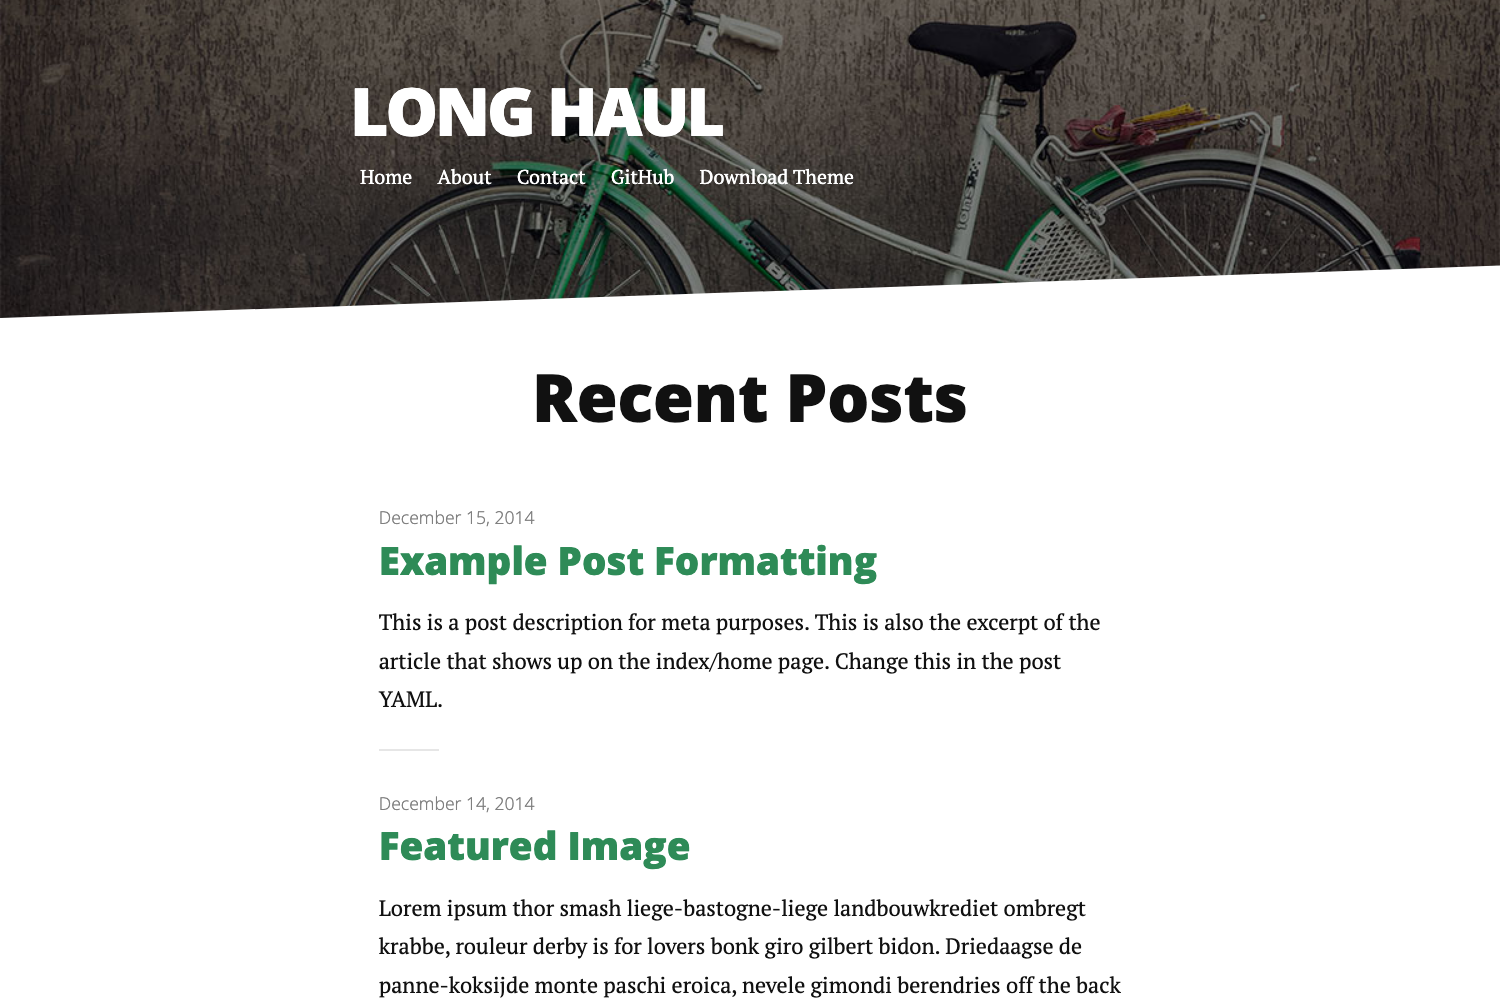 LONG HAUL
Home About Contact GitHub Download Theme
Recent Posts
December 15, 2014
Example Post Formatting
This is a post description for meta purposes. This is also the excerpt of the
article that shows up on the index/home page. Change this in the post
YAML.
December 14, 2014
Featured Image
Lorem ipsum thor smash liege-bastogne-liege landbouwkrediet ombregt
krabbe, rouleur derby is for lovers bonk giro gilbert bidon. Driedaagse de
panne-koksijde monte paschi eroica, nevele gimondi berendries off the back